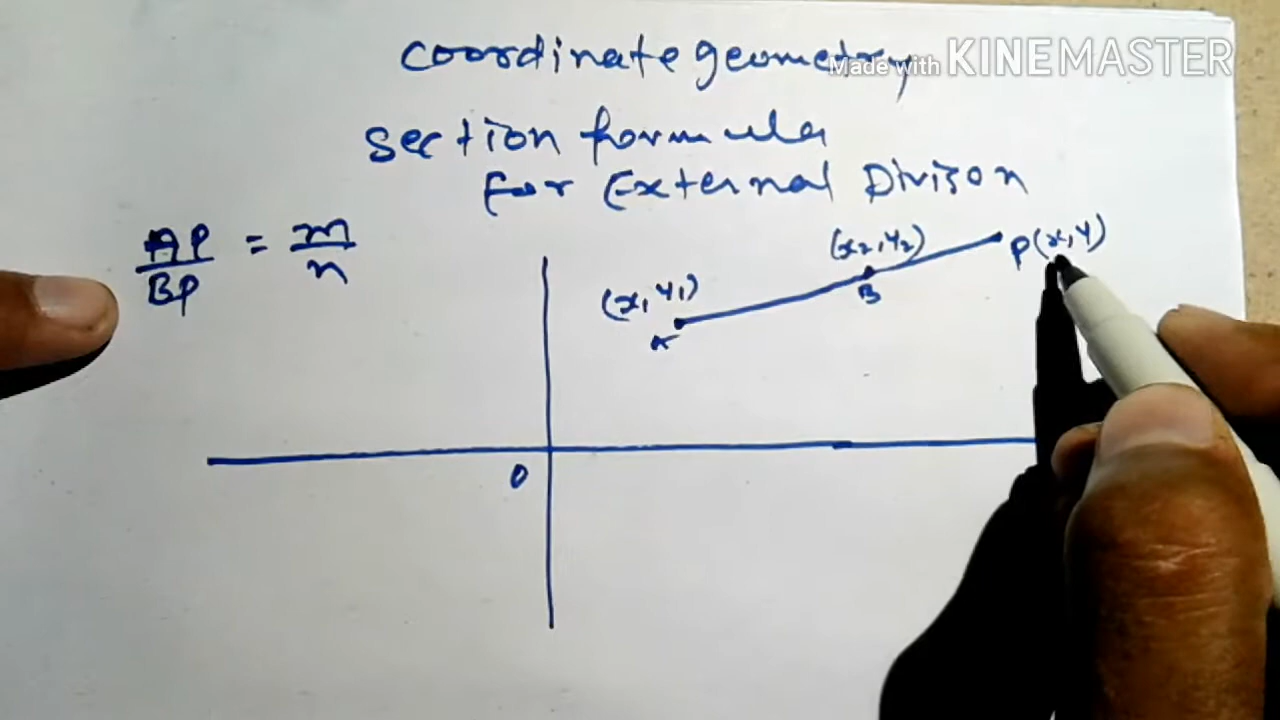 coordinate geometry
Made with KINEMASTER
section formula
For External Divison
AP/BP = m/n
(x₂, y₂)
P(x, y)
(x₁ y₁)
B
A
0